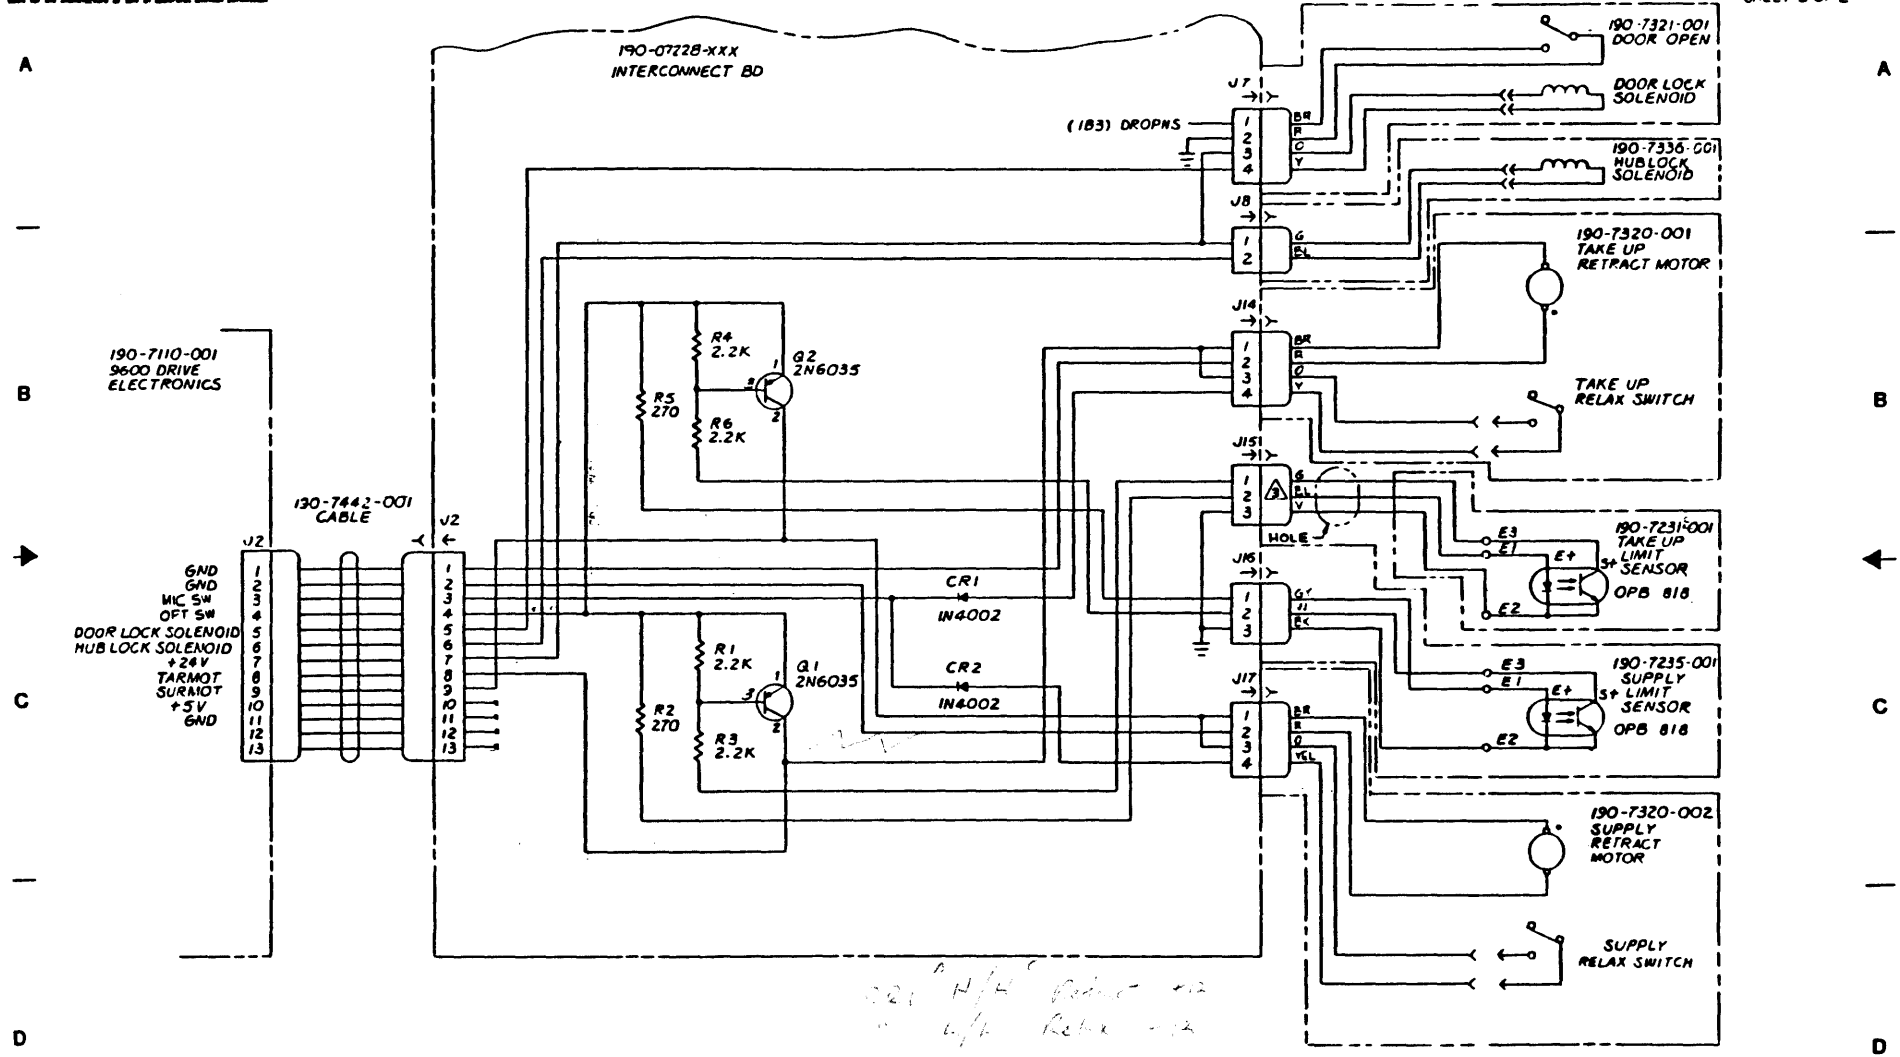 A
A
190-07228-XXX
INTERCONNECT BD
190-7321-001
DOOR OPEN
J7
DOOR LOCK
SOLENOID
(183) DROPNS
1
2
3
4
BR
R
O
Y
190-7336-001
HUBLOCK
SOLENOID
J8
1
2
G
BL
190-7320-001
TAKE UP
RETRACT MOTOR
J14
1
2
3
4
BR
R
O
Y
TAKE UP
RELAX SWITCH
190-7110-001
9600 DRIVE
ELECTRONICS
B
B
R4
2.2K
Q2
2N6035
1
2
R5
270
R6
2.2K
J15
1
2
3
3
G
BL
V
HOLE
190-7231-001
TAKE UP
LIMIT
SENSOR
OPB 818
E3
E1
E+
S+
E2
130-7442-001
CABLE
J2
J2
GND
GND
MIC SW
OPT SW
DOOR LOCK SOLENOID
HUB LOCK SOLENOID
+24V
TARMOT
SURMOT
+5V
GND
1
2
3
4
5
6
7
8
9
10
11
12
13
1
2
3
4
5
6
7
8
9
10
11
12
13
CR1
1N4002
CR2
1N4002
R1
2.2K
Q1
2N6035
1
3
2
R2
270
R3
2.2K
J16
1
2
3
190-7235-001
SUPPLY
LIMIT
SENSOR
OPB 818
E3
E1
E+
S+
E2
C
C
J17
1
2
3
4
BR
R
O
YEL
190-7320-002
SUPPLY
RETRACT
MOTOR
SUPPLY
RELAX SWITCH
D
D